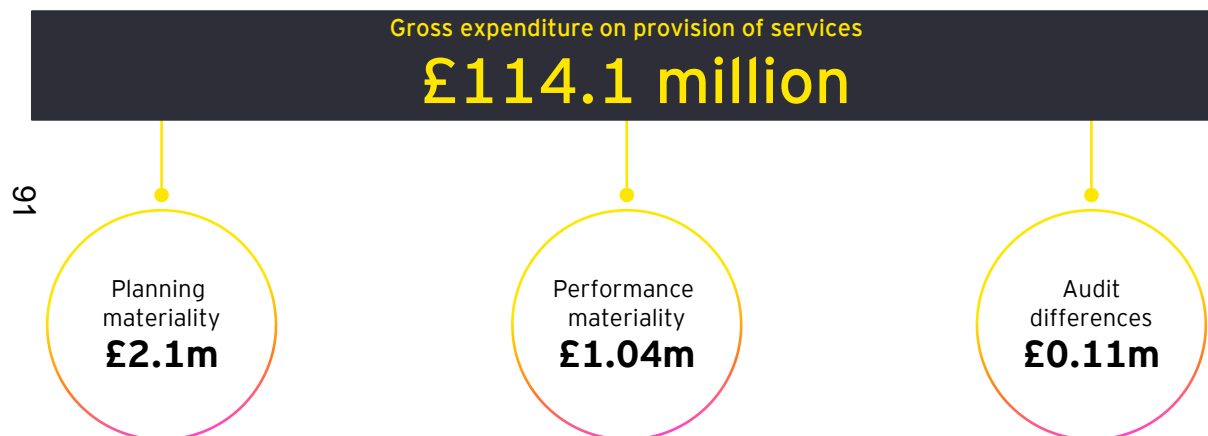 Gross expenditure on provision of services
£114.1 million
91
Planning
materiality
£2.1m
Performance
materiality
£1.04m
Audit
differences
£0.11m